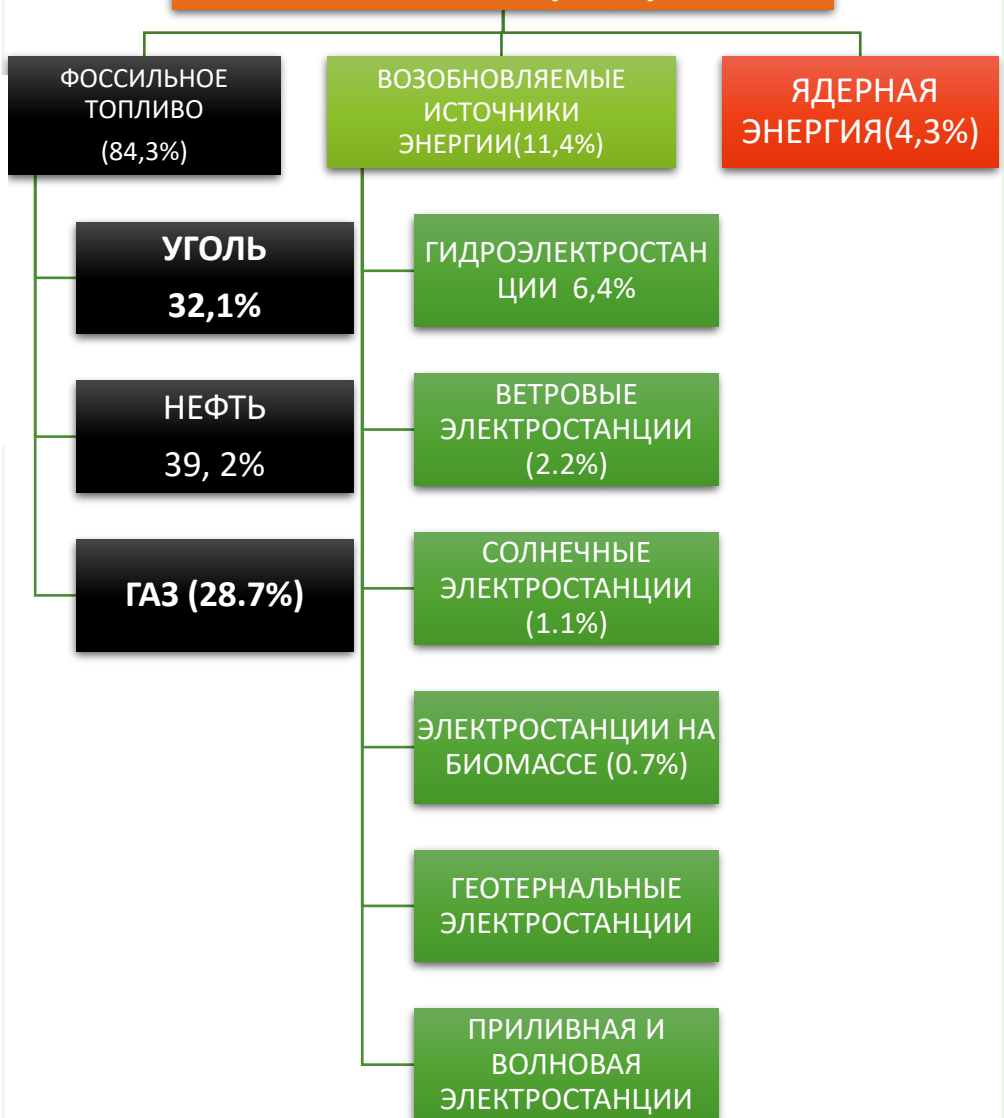 ФОССИЛЬНОЕ
ТОПЛИВО
(84,3%)
ВОЗОБНОВЛЯЕМЫЕ
ИСТОЧНИКИ
ЭНЕРГИИ(11,4%)
ЯДЕРНАЯ
ЭНЕРГИЯ(4,3%)
УГОЛЬ
32,1%
НЕФТЬ
39, 2%
ГАЗ (28.7%)
ГИДРОЭЛЕКТРОСТАН
ЦИИ 6,4%
ВЕТРОВЫЕ
ЭЛЕКТРОСТАНЦИИ
(2.2%)
СОЛНЕЧНЫЕ
ЭЛЕКТРОСТАНЦИИ
(1.1%)
ЭЛЕКТРОСТАНЦИИ НА
БИОМАССЕ (0.7%)
ГЕОТЕРНАЛЬНЫЕ
ЭЛЕКТРОСТАНЦИИ
ПРИЛИВНАЯ И
ВОЛНОВАЯ
ЭЛЕКТРОСТАНЦИИ